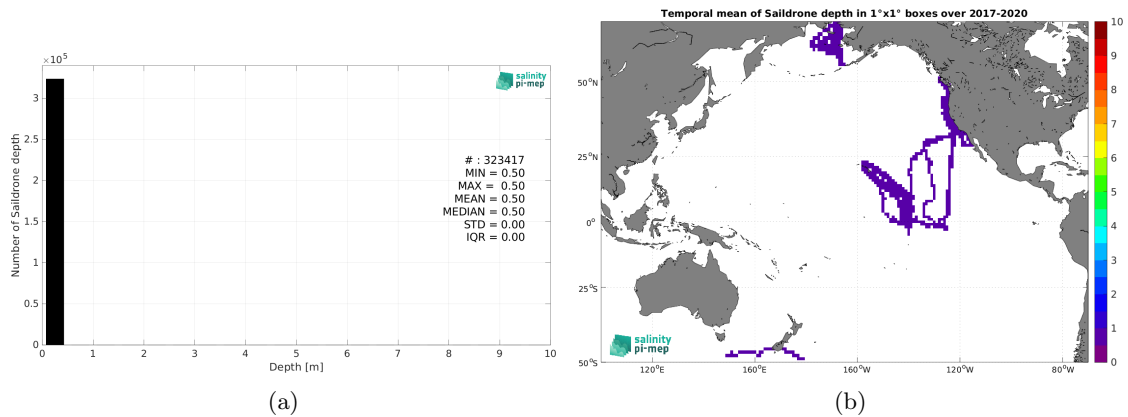 ×10⁵
3
2.5
2
1.5
1
0.5
0
0 1 2 3 4 5 6 7 8 9 10
Number of Saildrone depth
Depth [m]
salinity
pi-mep
# : 323417
MIN = 0.50
MAX = 0.50
MEAN = 0.50
MEDIAN = 0.50
STD = 0.00
IQR = 0.00
(a)
Temporal mean of Saildrone depth in 1°x1° boxes over 2017-2020
50°N
25°N
0°
25°S
50°S
120°E 160°E 160°W 120°W 80°W
salinity
pi-mep
10
9
8
7
6
5
4
3
2
1
0
(b)